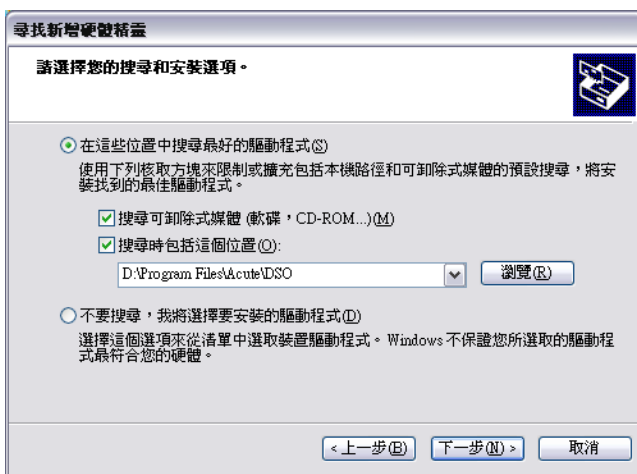 尋找新增硬體精靈
請選擇您的搜尋和安裝選項。
在這些位置中搜尋最好的驅動程式(S)
使用下列核取方塊來限制或擴充包括本機路徑和可卸除式媒體的預設搜尋，將安
裝找到的最佳驅動程式。
搜尋可卸除式媒體 (軟碟，CD-ROM...)(M)
搜尋時包括這個位置(O):
D:\Program Files\Acute\DSO
瀏覽(R)
不要搜尋，我將選擇要安裝的驅動程式(D)
選擇這個選項來從清單中選取裝置驅動程式。Windows 不保證您所選取的驅動程
式最符合您的硬體。
<上一步(B) 下一步(N)> 取消